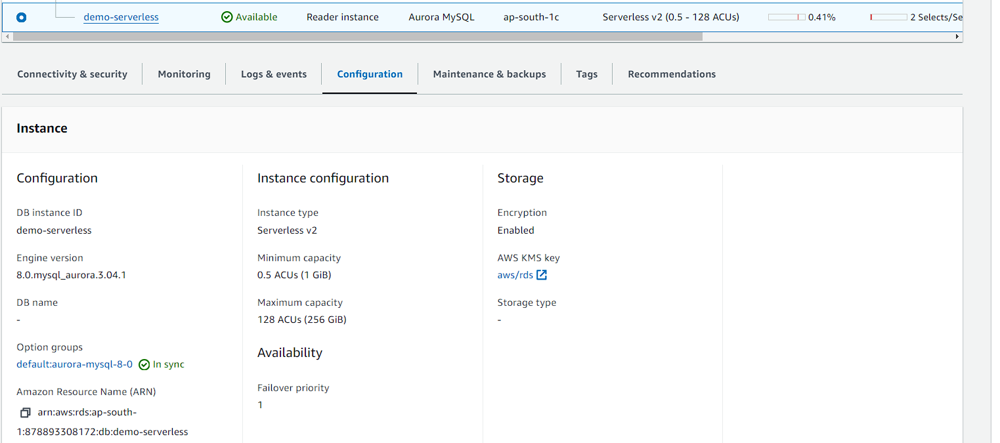 demo-serverless Available Reader instance Aurora MySQL ap-south-1c Serverless v2 (0.5 - 128 ACUs) 0.41% 2 Selects/Se
Connectivity & security Monitoring Logs & events Configuration Maintenance & backups Tags Recommendations
Instance
Configuration
DB instance ID
demo-serverless
Engine version
8.0.mysql_aurora.3.04.1
DB name
-
Option groups
default:aurora-mysql-8-0 In sync
Amazon Resource Name (ARN)
arn:aws:rds:ap-south-
1:878893308172:db:demo-serverless
Instance configuration
Instance type
Serverless v2
Minimum capacity
0.5 ACUs (1 GiB)
Maximum capacity
128 ACUs (256 GiB)
Availability
Failover priority
1
Storage
Encryption
Enabled
AWS KMS key
aws/rds
Storage type
-